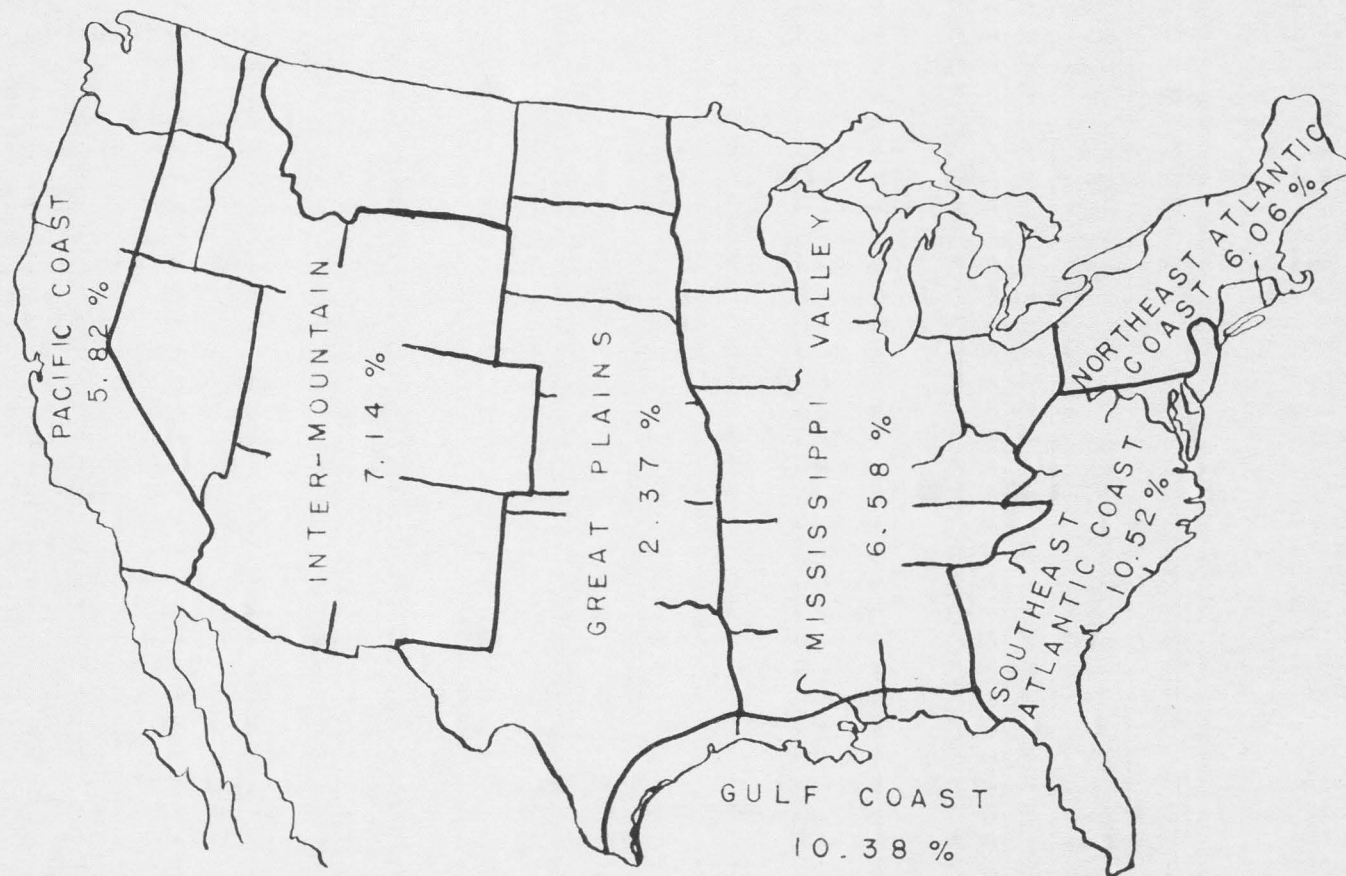 PACIFIC COAST
5.82 %
INTER-MOUNTAIN
7.14 %
GREAT PLAINS
2.37 %
MISSISSIPPI VALLEY
6.58 %
NORTHEAST ATLANTIC
COAST 6.06 %
SOUTHEAST
ATLANTIC COAST
10.52%
GULF COAST
10.38 %